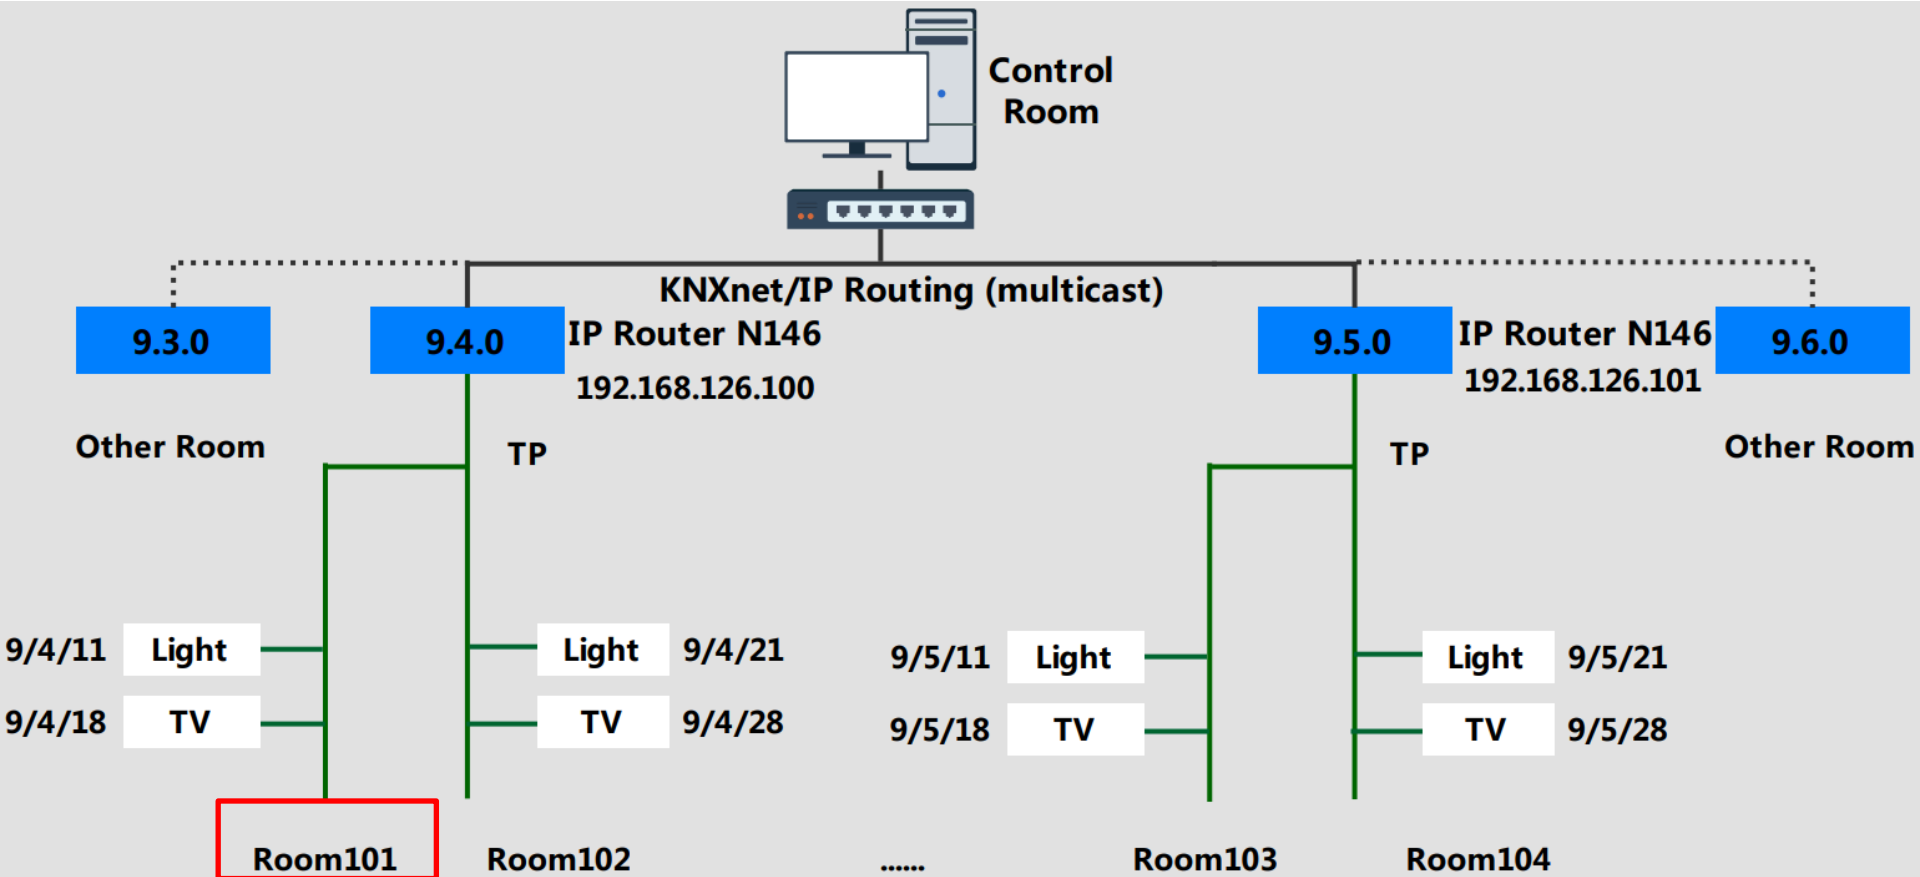 Control
Room
KNXnet/IP Routing (multicast)
9.3.0
9.4.0
IP Router N146
192.168.126.100
9.5.0
IP Router N146
192.168.126.101
9.6.0
Other Room
TP
TP
Other Room
9/4/11
Light
Light
9/4/21
9/5/11
Light
Light
9/5/21
9/4/18
TV
TV
9/4/28
9/5/18
TV
TV
9/5/28
Room101
Room102
......
Room103
Room104